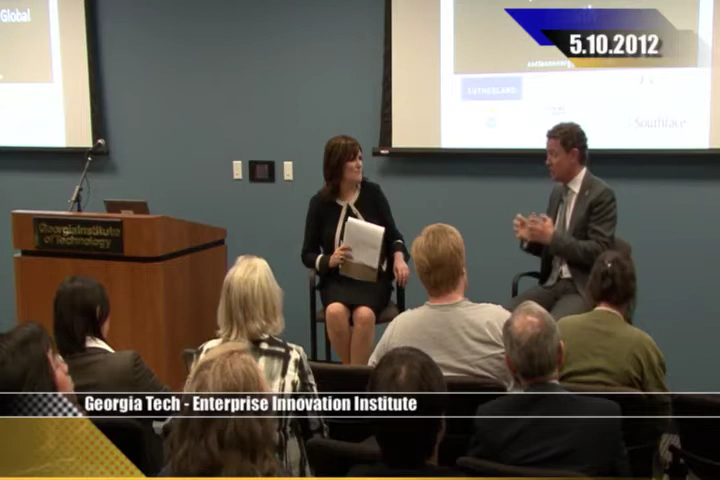 Global
5.10.2012
SUTHERLAND
Southface
Georgia Institute
of Technology
Georgia Tech - Enterprise Innovation Institute